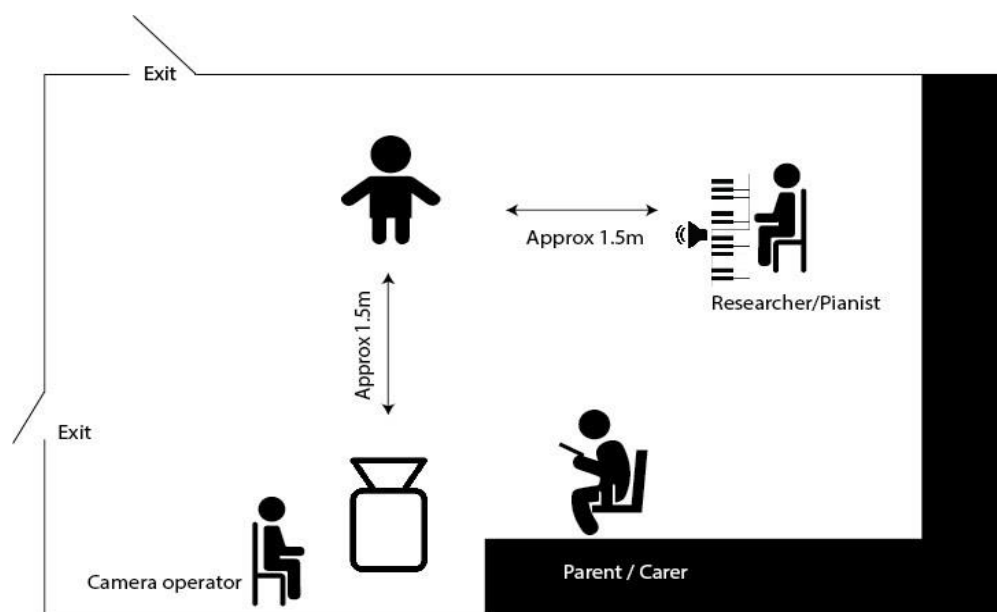 Exit
Approx 1.5m
Researcher/Pianist
Approx 1.5m
Exit
Parent / Carer
Camera operator